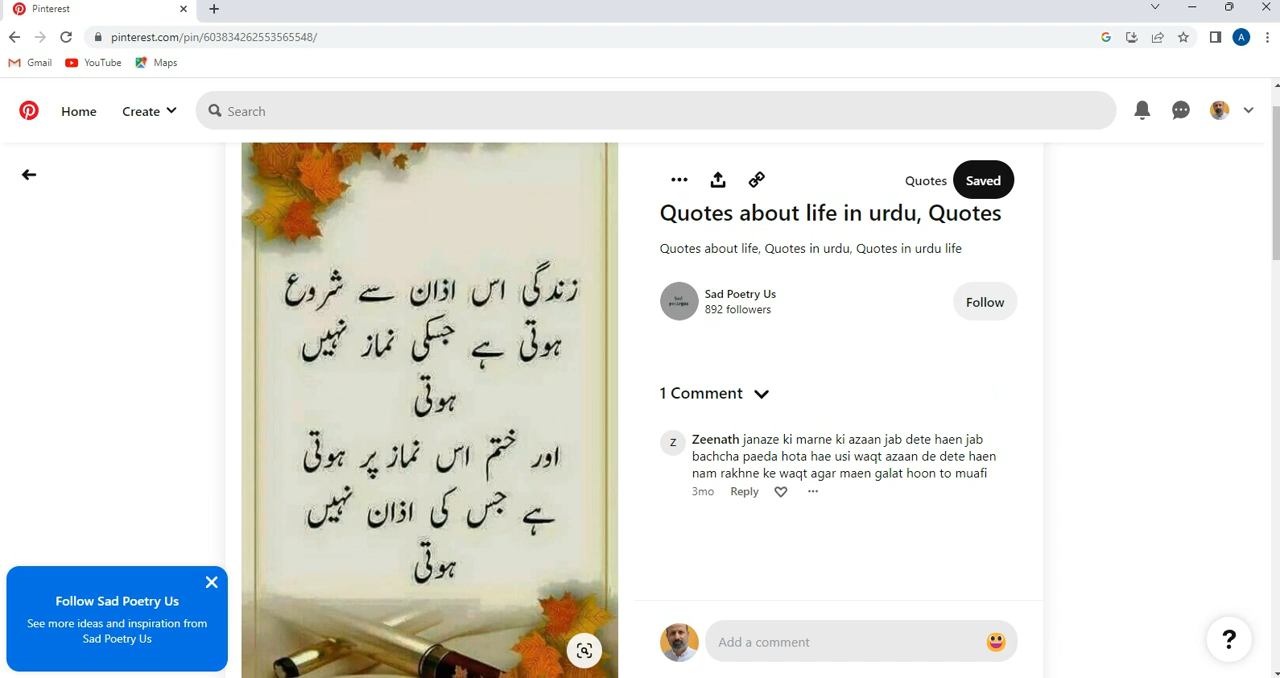 Pinterest
pinterest.com/pin/603834262553565548/
A
Gmail YouTube Maps
Home Create Search
Quotes Saved
Quotes about life in urdu, Quotes
Quotes about life, Quotes in urdu, Quotes in urdu life
Sad Poetry Us
892 followers
Follow
زندگی اس اذان سے شروع
ہوتی ہے جسکی نماز نہیں
ہوتی
اور ختم اس نماز پر ہوتی
ہے جس کی اذان نہیں
ہوتی
1 Comment
Z
Zeenath janaze ki marne ki azaan jab dete haen jab
bachcha paeda hota hae usi waqt azaan de dete haen
nam rakhne ke waqt agar maen galat hoon to muafi
3mo Reply
Add a comment
Follow Sad Poetry Us
See more ideas and inspiration from
Sad Poetry Us
?